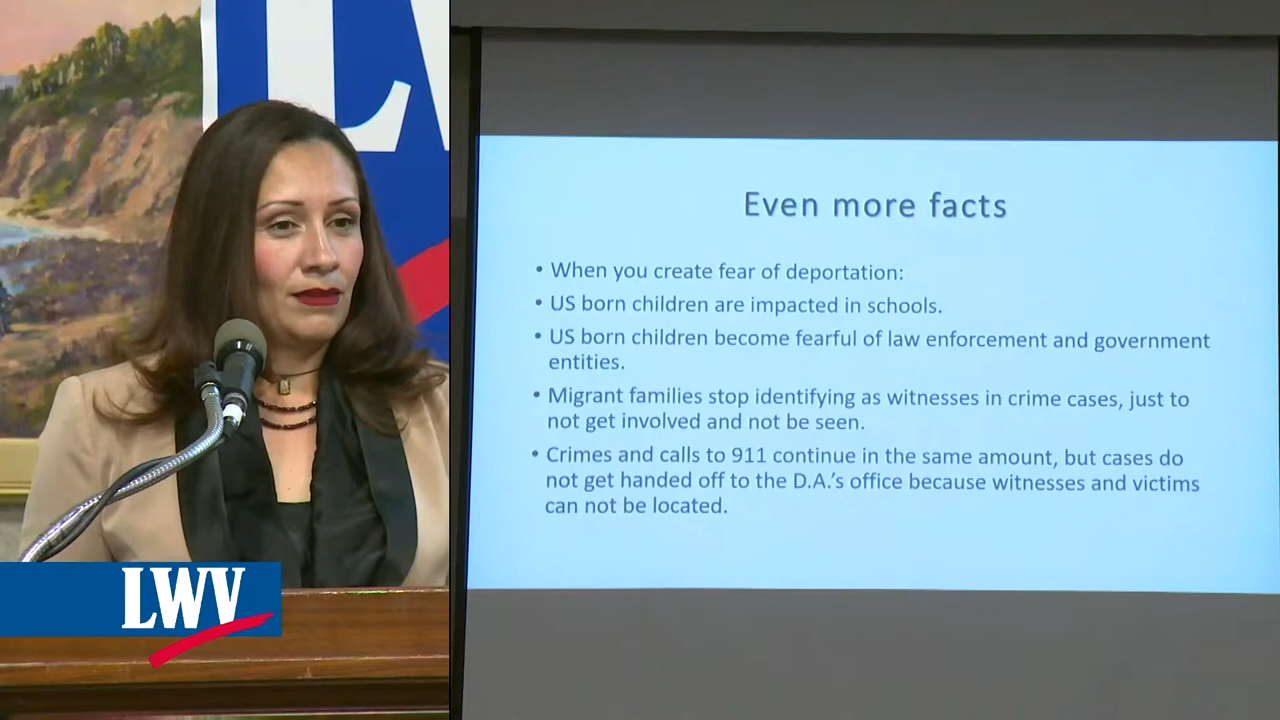 LW
LWV
Even more facts
• When you create fear of deportation:
• US born children are impacted in schools.
• US born children become fearful of law enforcement and government
entities.
• Migrant families stop identifying as witnesses in crime cases, just to
not get involved and not be seen.
• Crimes and calls to 911 continue in the same amount, but cases do
not get handed off to the D.A.'s office because witnesses and victims
can not be located.